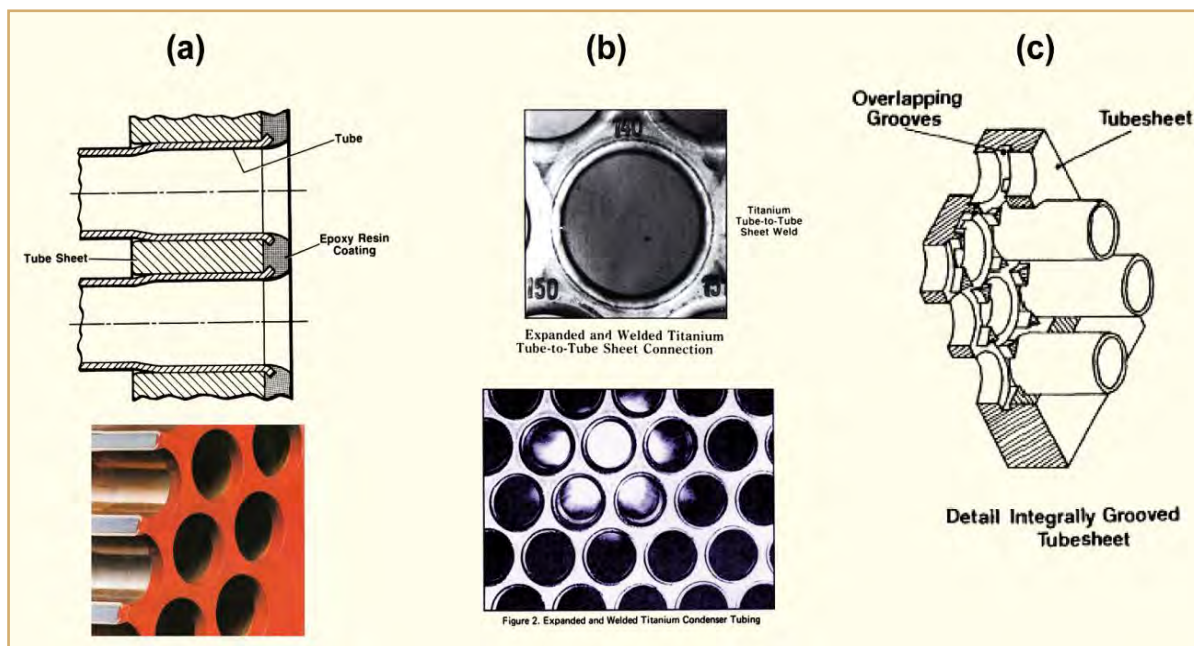 (a)
Tube
Epoxy Resin
Coating
Tube Sheet
(b)
140
150
15
Titanium
Tube-to-Tube
Sheet Weld
Expanded and Welded Titanium
Tube-to-Tube Sheet Connection
Figure 2. Expanded and Welded Titanium Condenser Tubing
(c)
Overlapping
Grooves
Tubesheet
Detail Integrally Grooved
Tubesheet